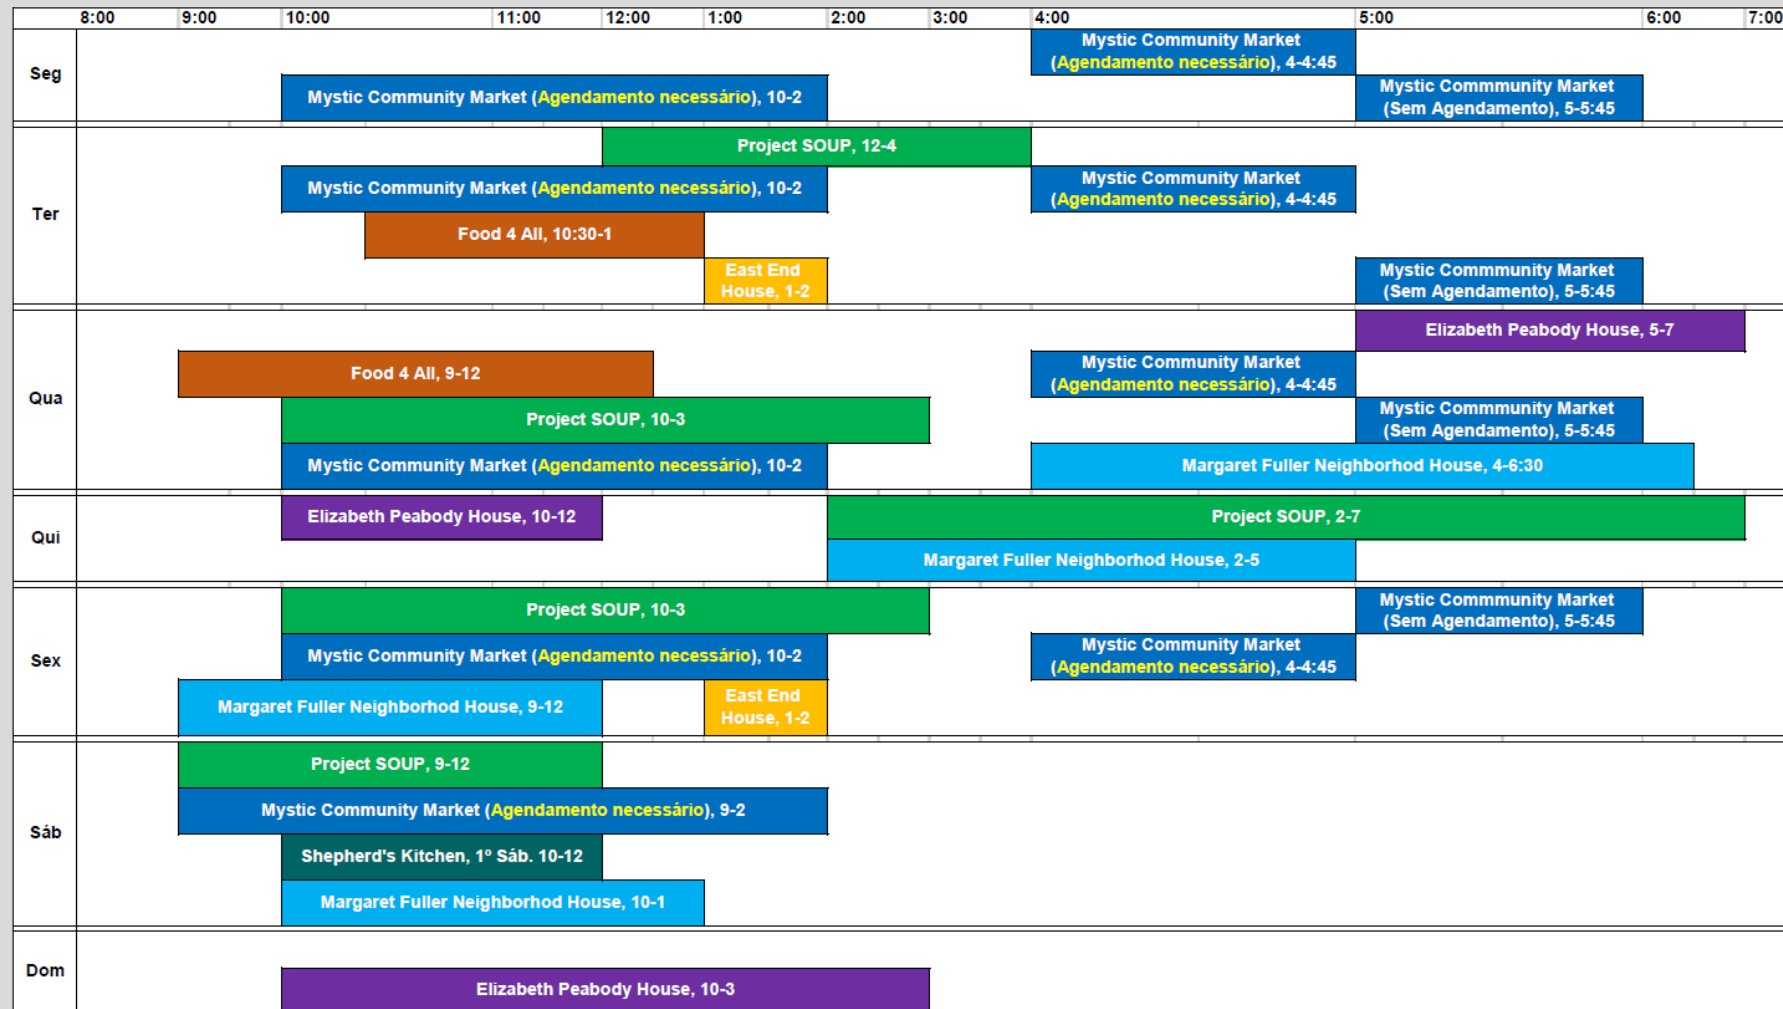 8:00 9:00 10:00 11:00 12:00 1:00 2:00 3:00 4:00 5:00 6:00 7:00
Seg
Mystic Community Market
(Agendamento necessário), 4-4:45
Mystic Community Market (Agendamento necessário), 10-2
Mystic Commmunity Market
(Sem Agendamento), 5-5:45
Ter
Project SOUP, 12-4
Mystic Community Market (Agendamento necessário), 10-2
Mystic Community Market
(Agendamento necessário), 4-4:45
Food 4 All, 10:30-1
East End
House, 1-2
Mystic Commmunity Market
(Sem Agendamento), 5-5:45
Qua
Elizabeth Peabody House, 5-7
Food 4 All, 9-12
Mystic Community Market
(Agendamento necessário), 4-4:45
Project SOUP, 10-3
Mystic Commmunity Market
(Sem Agendamento), 5-5:45
Mystic Community Market (Agendamento necessário), 10-2
Margaret Fuller Neighborhod House, 4-6:30
Qui
Elizabeth Peabody House, 10-12
Project SOUP, 2-7
Margaret Fuller Neighborhod House, 2-5
Sex
Project SOUP, 10-3
Mystic Commmunity Market
(Sem Agendamento), 5-5:45
Mystic Community Market (Agendamento necessário), 10-2
Mystic Community Market
(Agendamento necessário), 4-4:45
Margaret Fuller Neighborhod House, 9-12
East End
House, 1-2
Sáb
Project SOUP, 9-12
Mystic Community Market (Agendamento necessário), 9-2
Shepherd's Kitchen, 1º Sáb. 10-12
Margaret Fuller Neighborhod House, 10-1
Dom
Elizabeth Peabody House, 10-3